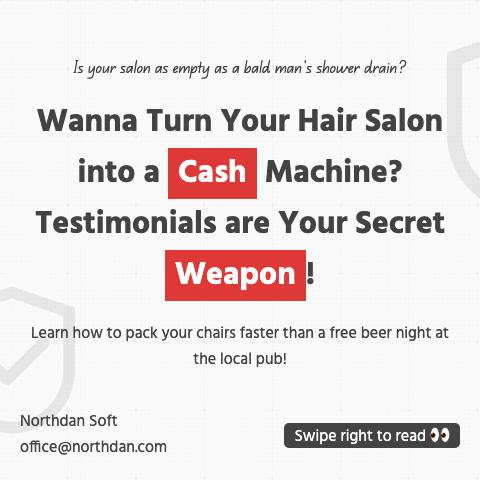 Is your salon as empty as a bald man's shower drain?
Wanna Turn Your Hair Salon
into a Cash Machine?
Testimonials are Your Secret
Weapon!
Learn how to pack your chairs faster than a free beer night at
the local pub!
Northdan Soft
office@northdan.com
Swipe right to read 👀